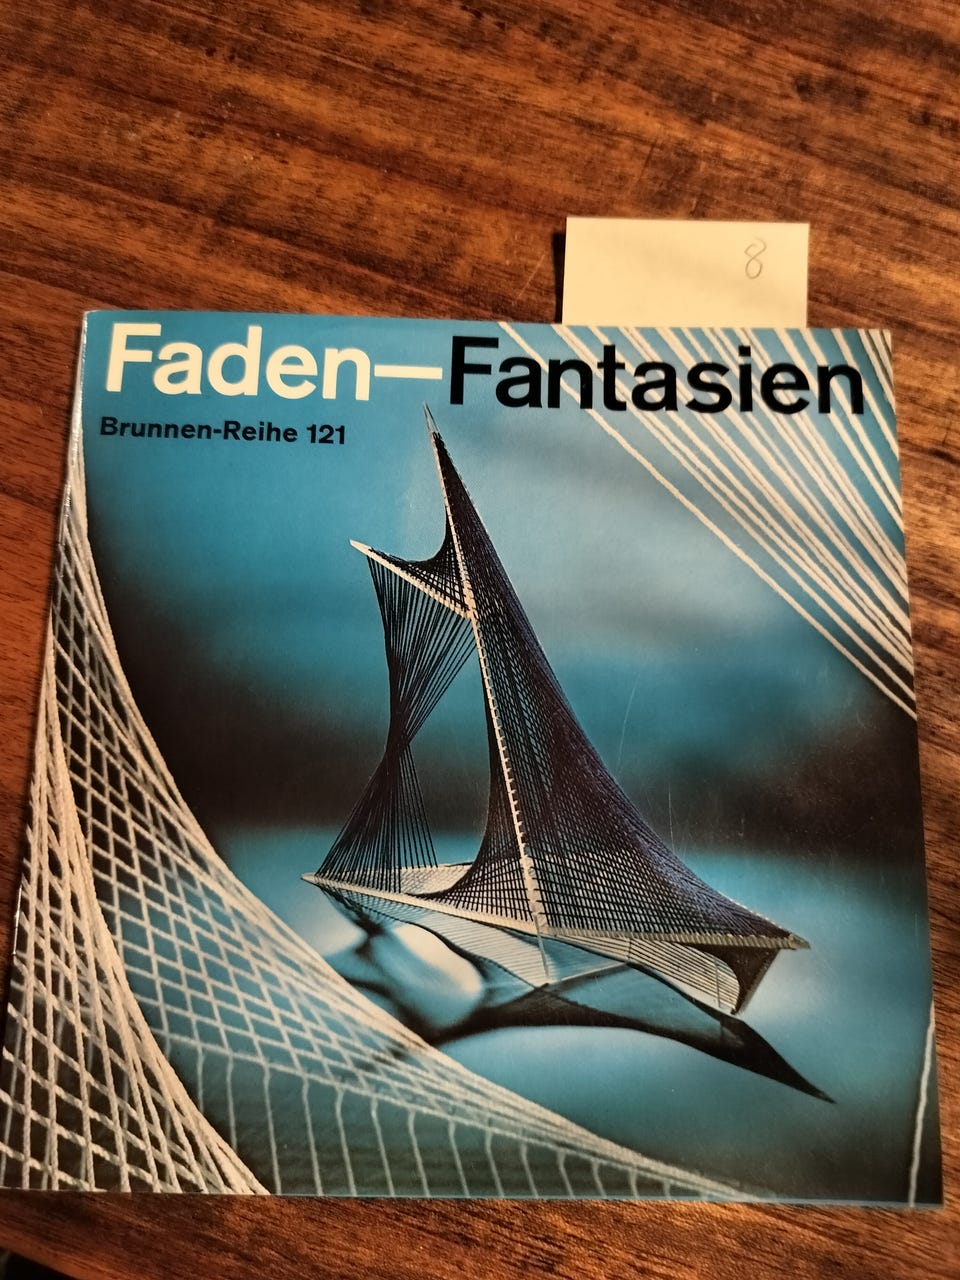 8
Faden–Fantasien
Brunnen-Reihe 121